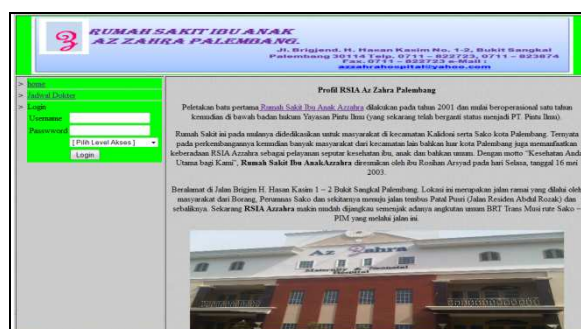 RUMAH SAKIT IBU ANAK
AZ ZAHRA PALEMBANG.
Jl. Brigjend. H. Hasan Kasim No. 1-2, Bukit Sangkal
Palembang 30114 Telp. 0711 - 822723, 0711 - 823874
Fax. 0711 - 822723 e-Mail :
azzahrahospital@yahoo.com
> home
> Jadwal Dokter
> Login
Username
Password
[ Pilih Level Akses ]
Login
Profil RSIA Az Zahra Palembang
Peletakan batu pertama Rumah Sakit Ibu Anak Azzahra dilakukan pada tahun 2001 dan mulai beroperasional satu tahun
kemudian di bawah badan hukum Yayasan Pintu Ilmu (yang sekarang telah berganti status menjadi PT. Pintu Ilmu).
Rumah Sakit ini pada mulanya didedikasikan untuk masyarakat di kecamatan Kalidoni serta Sako kota Palembang. Ternyata
pada perkembangannya kemudian banyak masyarakat dari kecamatan lain bahkan luar kota Palembang juga memanfaatkan
keberadaan RSIA Azzahra sebagai pelayanan seputar kesehatan ibu, anak dan bahkan umum. Dengan moto "Kesehatan Anda
Utama bagi Kami", Rumah Sakit Ibu AnakAzzahra diresmikan oleh ibu Rosihan Arsyad pada hari Selasa, tanggal 16 mei
2003.
Beralamat di Jalan Brigjen H. Hasan Kasim 1 – 2 Bukit Sangkal Palembang. Lokasi ini merupakan jalan ramai yang dilalui oleh
masyarakat dari Borang, Perumnas Sako dan sekitarnya menuju jalan tembus Patal Pusri (Jalan Residen Abdul Rozak) dan
sebaliknya. Sekarang RSIA Azzahra makin mudah dijangkau semenjak adanya angkutan umum BRT Trans Musi rute Sako –
PIM yang melalui jalan ini.
Az Zahra
Maternity & Neonatal
Hospital